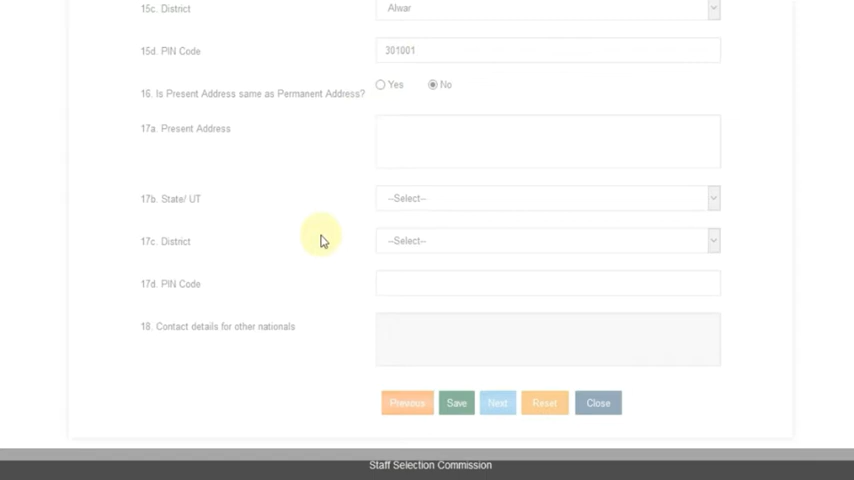 15c. District Alwar
15d. PIN Code 301001
16. Is Present Address same as Permanent Address? Yes No
17a. Present Address
17b. State/ UT --Select--
17c. District --Select--
17d. PIN Code
18. Contact details for other nationals
Previous Save Next Reset Close
Staff Selection Commission